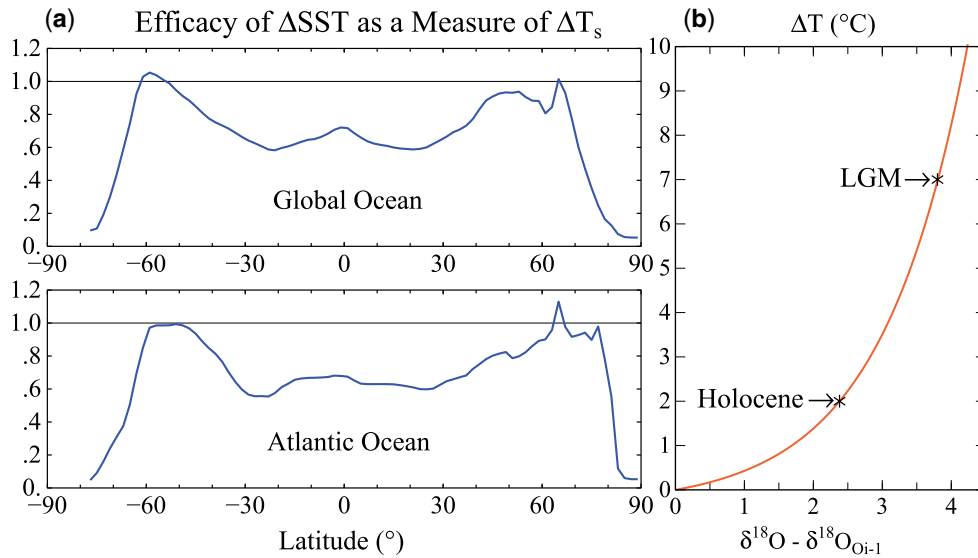 (a) Efficacy of ΔSST as a Measure of ΔTs
1.2
1.0
.8
.6
.4
.2
0.
−90 −60 −30 0 30 60 90
Global Ocean
1.2
1.0
.8
.6
.4
.2
0.
−90 −60 −30 0 30 60 90
Atlantic Ocean
Latitude (°)
(b) ΔT (°C)
10
9
8
7
6
5
4
3
2
1
0
LGM
Holocene
0 1 2 3 4
δ¹⁸O - δ¹⁸O_Oi-1